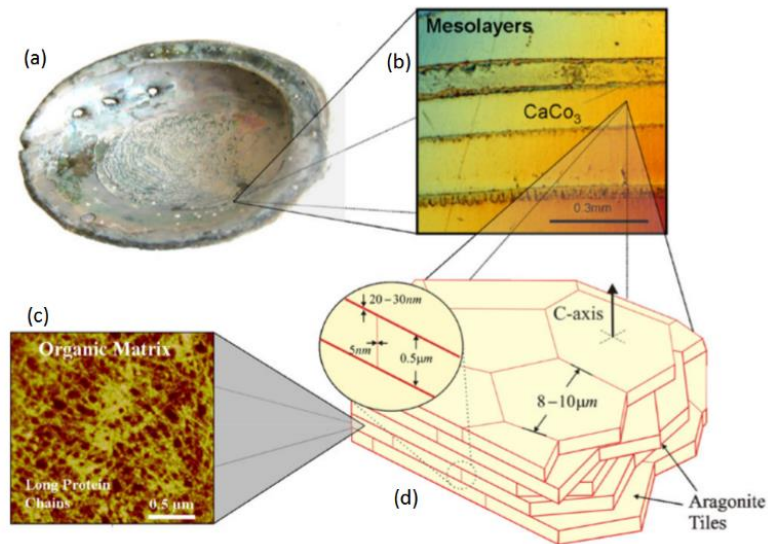 (a)
(b)
Mesolayers
CaCo₃
0.3mm
(c)
Organic Matrix
Long Protein
Chains
0.5 μm
20-30nm
5nm
0.5μm
C-axis
8-10μm
(d)
Aragonite
Tiles